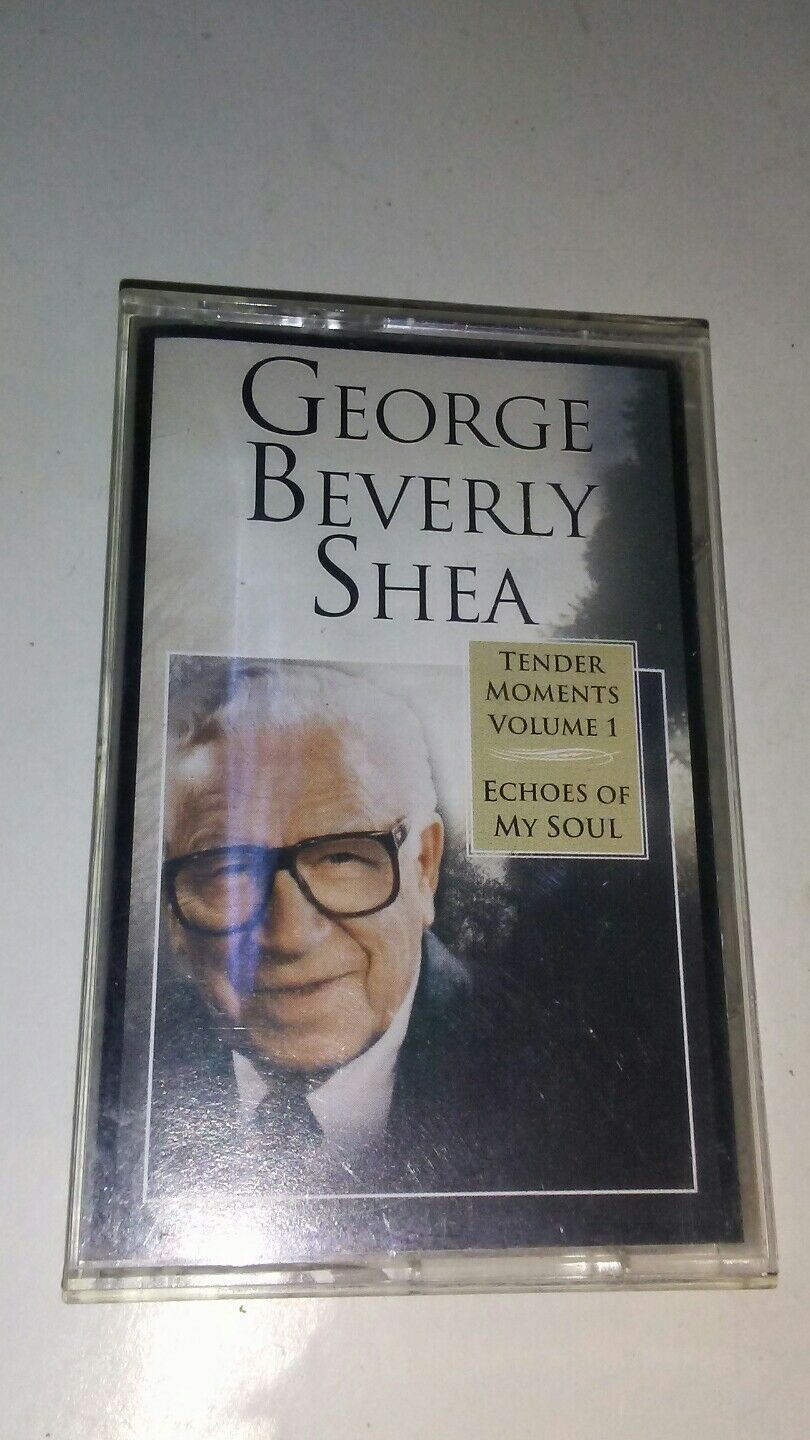 GEORGE
BEVERLY
SHEA
TENDER
MOMENTS
VOLUME 1
ECHOES OF
MY SOUL